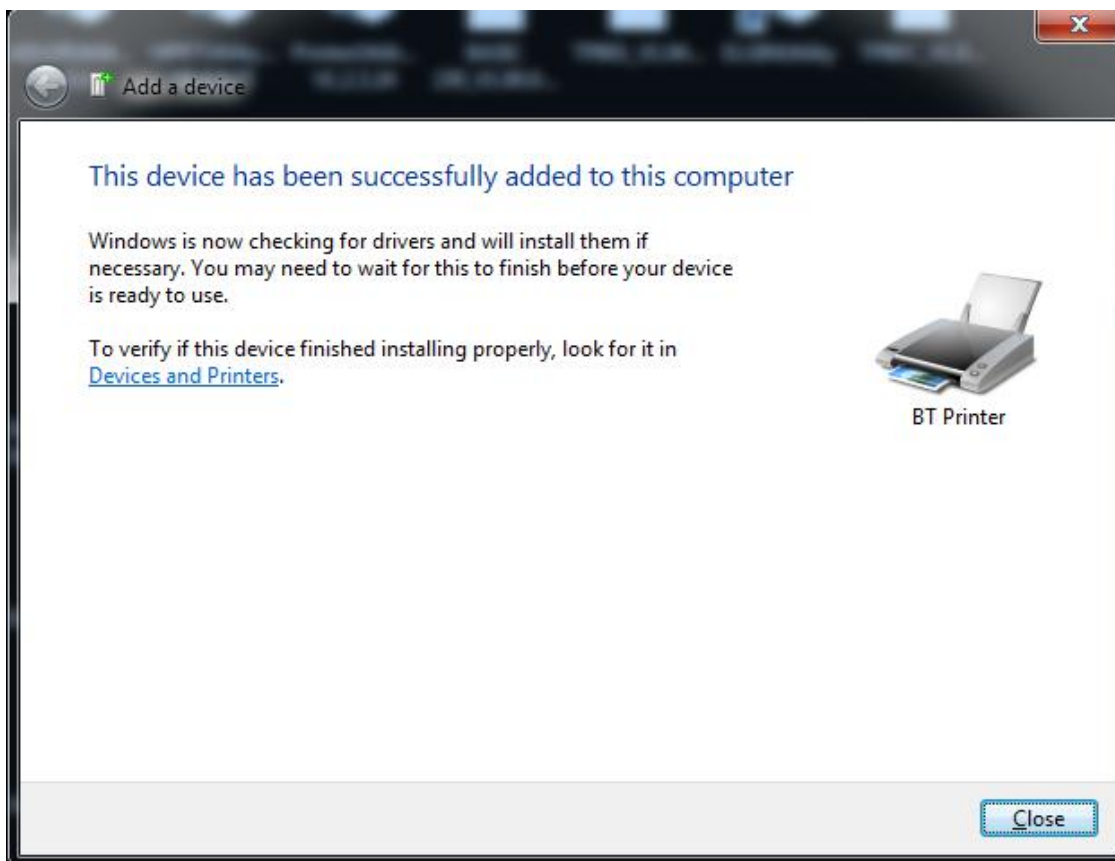 Add a device
This device has been successfully added to this computer
Windows is now checking for drivers and will install them if
necessary. You may need to wait for this to finish before your device
is ready to use.
To verify if this device finished installing properly, look for it in
Devices and Printers.
BT Printer
Close